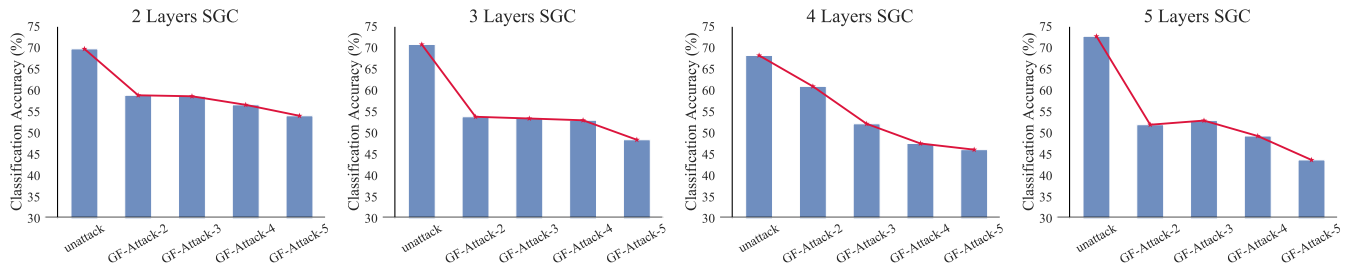 2 Layers SGC
Classification Accuracy (%)
75
70
65
60
55
50
45
40
35
30
unattack
GF-Attack-2
GF-Attack-3
GF-Attack-4
GF-Attack-5
3 Layers SGC
Classification Accuracy (%)
75
70
65
60
55
50
45
40
35
30
unattack
GF-Attack-2
GF-Attack-3
GF-Attack-4
GF-Attack-5
4 Layers SGC
Classification Accuracy (%)
75
70
65
60
55
50
45
40
35
30
unattack
GF-Attack-2
GF-Attack-3
GF-Attack-4
GF-Attack-5
5 Layers SGC
Classification Accuracy (%)
75
70
65
60
55
50
45
40
35
30
unattack
GF-Attack-2
GF-Attack-3
GF-Attack-4
GF-Attack-5